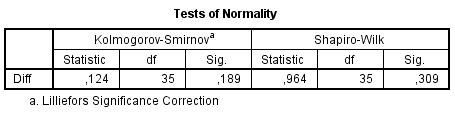 Tests of Normality
Kolmogorov-Smirnovᵃ Shapiro-Wilk
Statistic df Sig. Statistic df Sig.
Diff ,124 35 ,189 ,964 35 ,309
a. Lilliefors Significance Correction